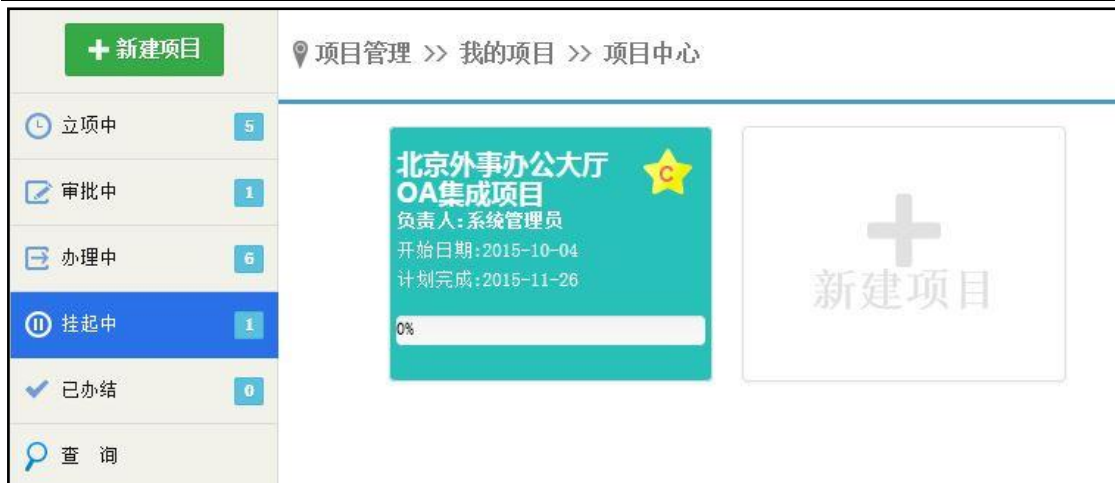 新建项目
项目管理 >> 我的项目 >> 项目中心
立项中 5
审批中 1
办理中 6
挂起中 1
已办结 0
查 询
北京外事办公大厅
OA集成项目
C
负责人:系统管理员
开始日期:2015-10-04
计划完成:2015-11-26
0%
新建项目